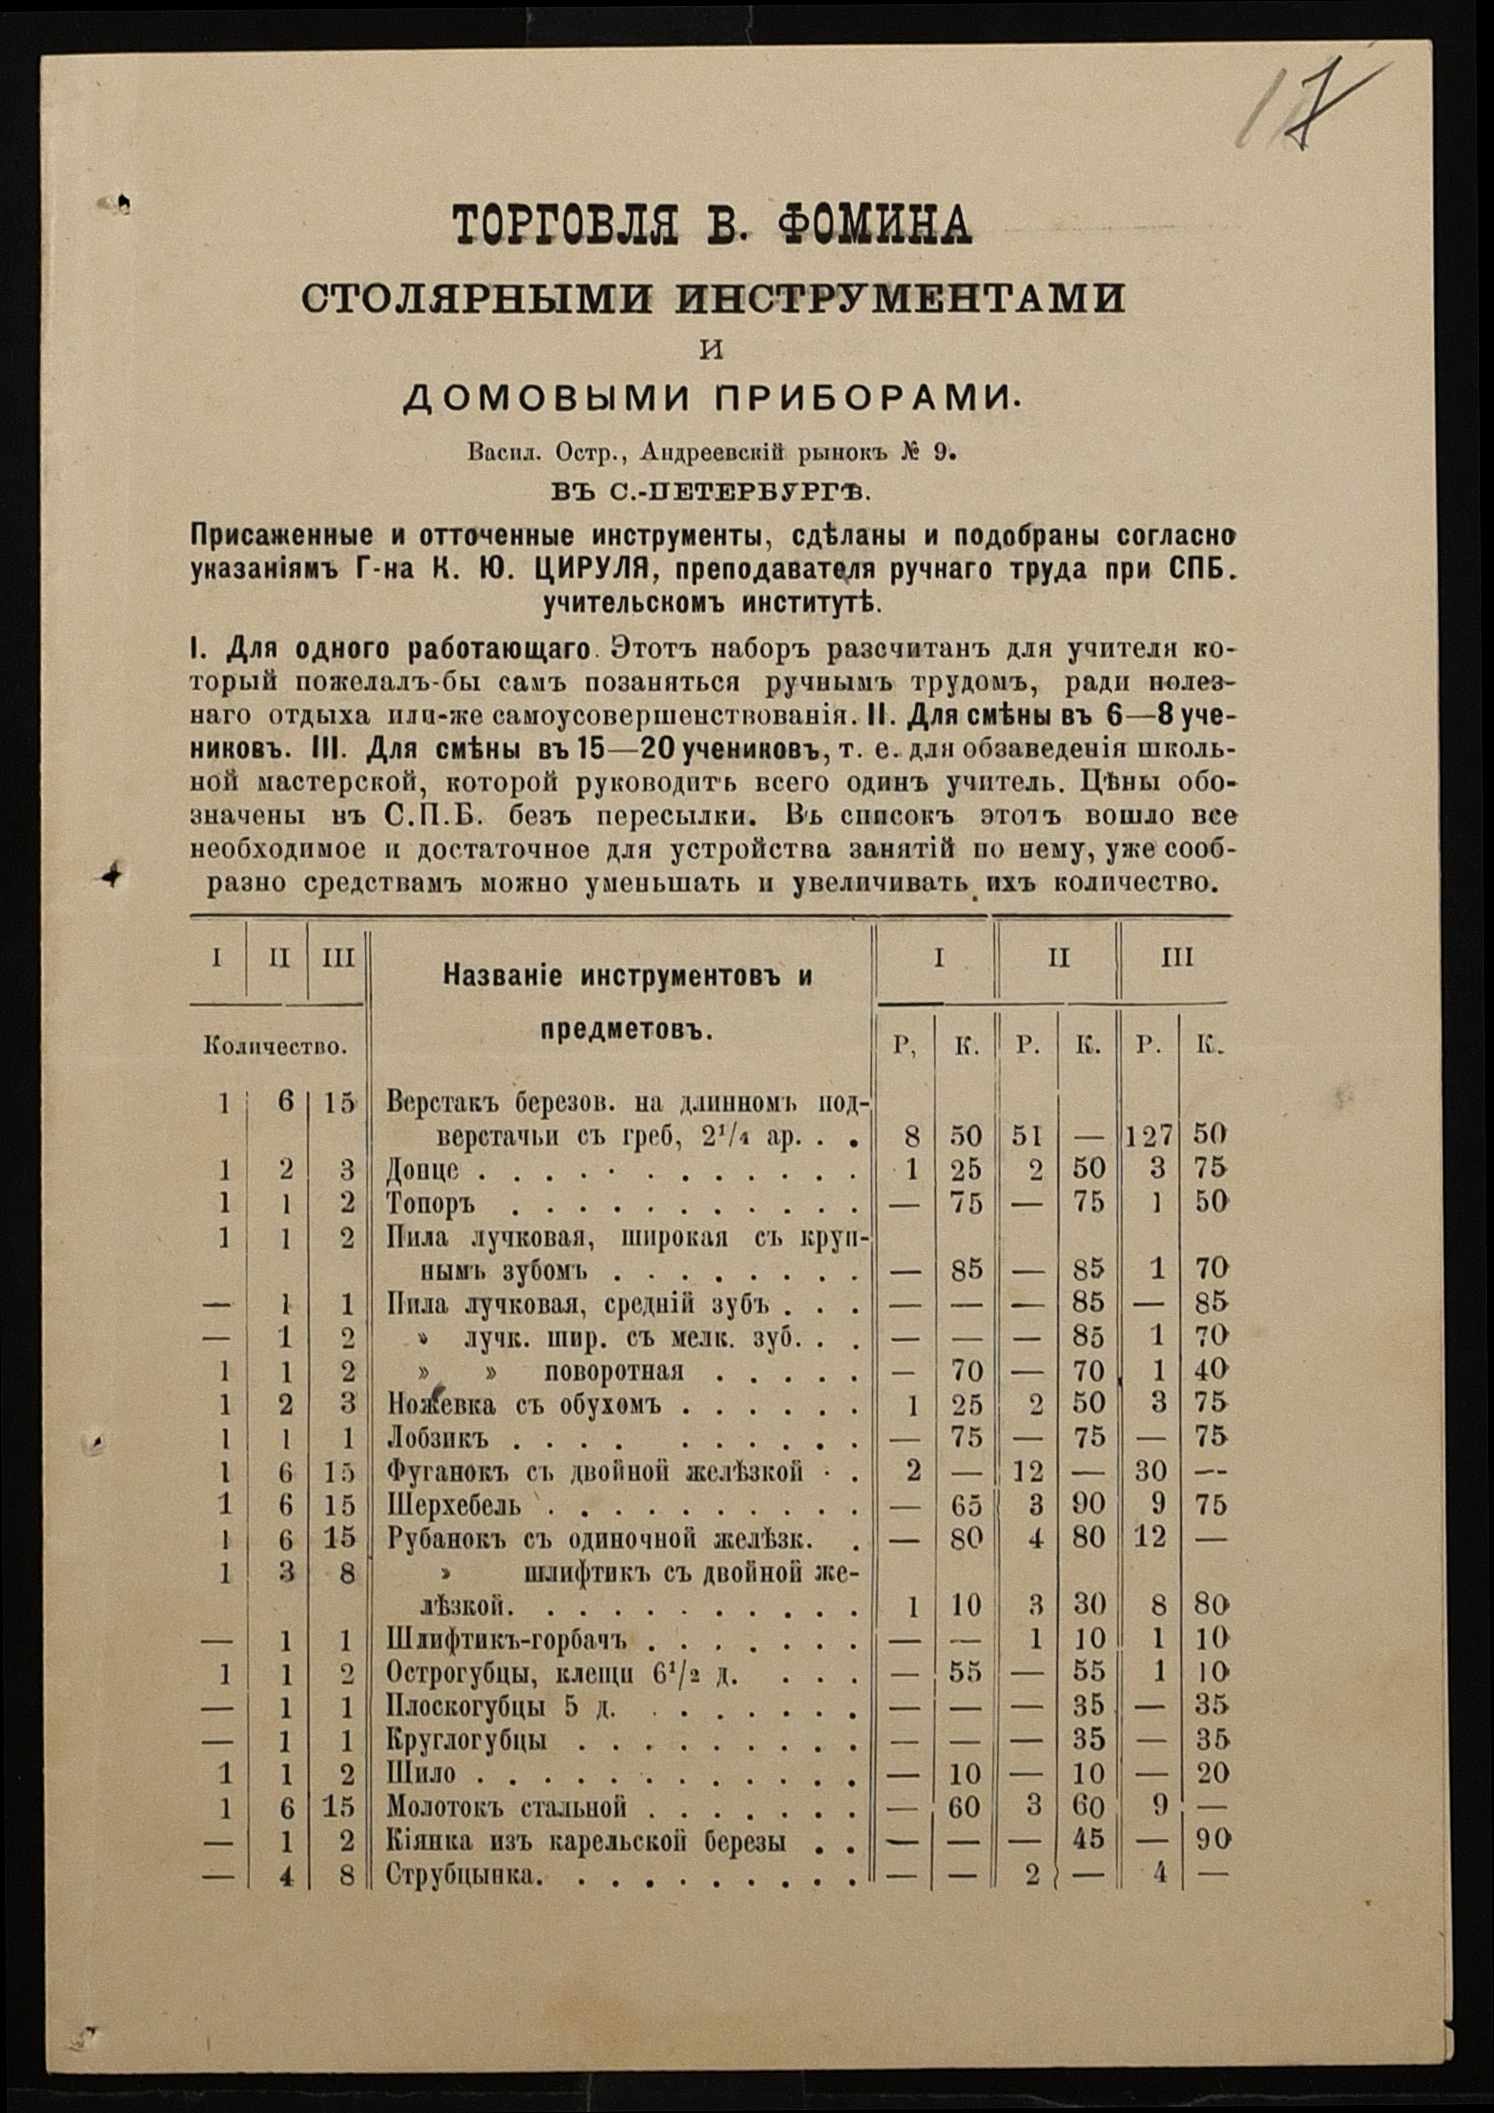 17
ТОРГОВЛЯ В. ФОМИНА
СТОЛЯРНЫМИ ИНСТРУМЕНТАМИ
И
ДОМОВЫМИ ПРИБОРАМИ.
Васил. Остр., Андреевскій рынокъ № 9.
ВЪ С.-ПЕТЕРБУРГѢ.
Присаженные и отточенные инструменты, сдѣланы и подобраны согласно
указаніямъ Г-на К. Ю. ЦИРУЛЯ, преподавателя ручнаго труда при СПБ.
учительскомъ институтѣ.
I. Для одного работающаго. Этотъ наборъ разсчитанъ для учителя ко-
торый пожелалъ-бы самъ позаняться ручнымъ трудомъ, ради полез-
наго отдыха или-же самоусовершенствованія. II. Для смѣны въ 6—8 уче-
никовъ. III. Для смѣны въ 15—20 учениковъ, т. е. для обзаведенія школь-
ной мастерской, которой руководитъ всего одинъ учитель. Цѣны обо-
значены въ С.П.Б. безъ пересылки. Въ списокъ этотъ вошло все
необходимое и достаточное для устройства занятій по нему, уже сооб-
разно средствамъ можно уменьшать и увеличивать ихъ количество.
I II III Названіе инструментовъ и I II III
предметовъ.
Количество. Р, К. Р. К. Р. К.
1 6 15 Верстакъ березов. на длинномъ под-
верстачьи съ греб, 2¹/₄ ар. . . 8 50 51 — 127 50
1 2 3 Донце . . . . . . . . . . . . 1 25 2 50 3 75
1 1 2 Топоръ . . . . . . . . . . . — 75 — 75 1 50
1 1 2 Пила лучковая, широкая съ круп-
нымъ зубомъ . . . . . . . . — 85 — 85 1 70
— 1 1 Пила лучковая, средній зубъ . . . — — — 85 — 85
— 1 2 » лучк. шир. съ мелк. зуб. . . — — — 85 1 70
1 1 2 » » поворотная . . . . . — 70 — 70 1 40
1 2 3 Ножевка съ обухомъ . . . . . . 1 25 2 50 3 75
1 1 1 Лобзикъ . . . . . . . . . . — 75 — 75 — 75
1 6 15 Фуганокъ съ двойной желѣзкой . . 2 — 12 — 30 —
1 6 15 Шерхебель . . . . . . . . . . — 65 3 90 9 75
1 6 15 Рубанокъ съ одиночной желѣзк. . — 80 4 80 12 —
1 3 8 » шлифтикъ съ двойной же-
лѣзкой. . . . . . . . . . . 1 10 3 30 8 80
— 1 1 Шлифтикъ-горбачъ . . . . . . . — — 1 10 1 10
1 1 2 Острогубцы, клещи 6¹/₂ д. . . . — 55 — 55 1 10
— 1 1 Плоскогубцы 5 д. . . . . . . . — — — 35 — 35
— 1 1 Круглогубцы . . . . . . . . . — — — 35 — 35
1 1 2 Шило . . . . . . . . . . . . — 10 — 10 — 20
1 6 15 Молотокъ стальной . . . . . . . — 60 3 60 9 —
— 1 2 Кіянка изъ карельской березы . . — — — 45 — 90
— 4 8 Струбцынка. . . . . . . . . . — — 2 — 4 —